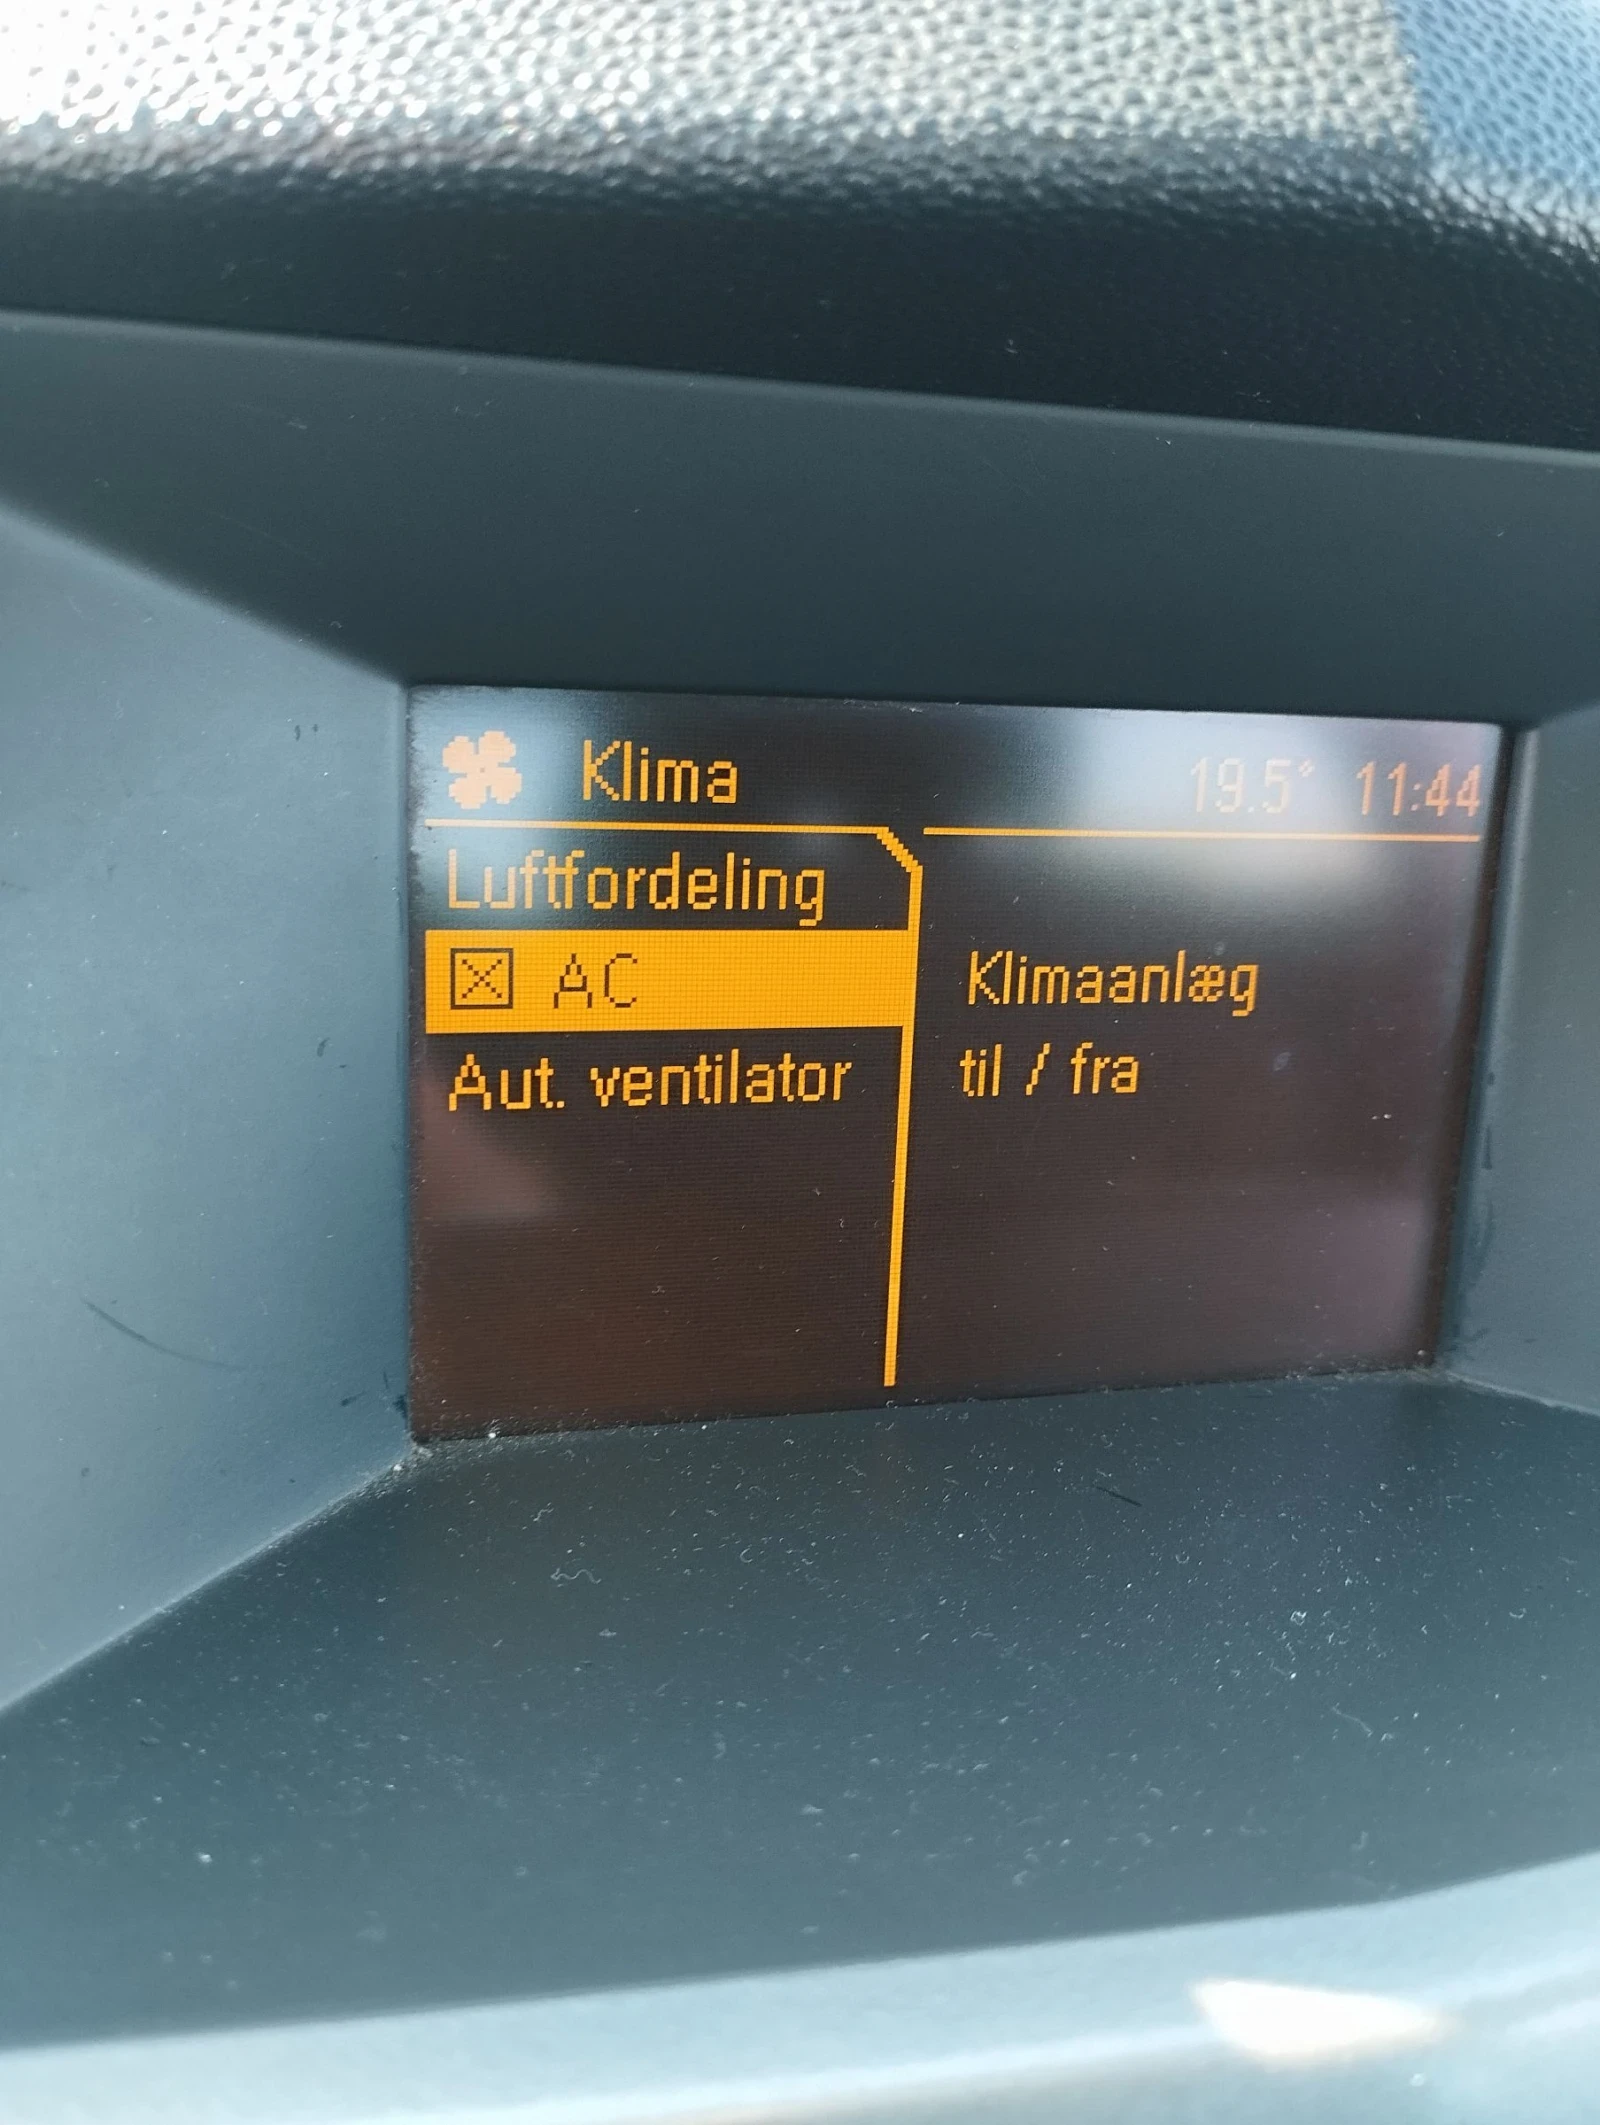 Klima 19.5° 11:44
Luftfordeling
AC
Aut. ventilator
Klimaanlæg
til / fra